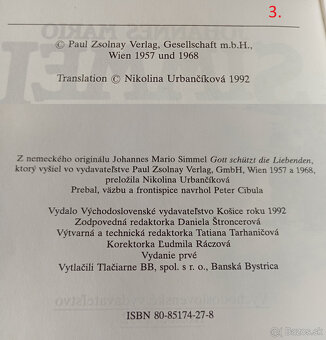 3.
© Paul Zsolnay Verlag, Gesellschaft m.b.H.,
Wien 1957 und 1968
Translation © Nikolina Urbančíková 1992
Z nemeckého originálu Johannes Mario Simmel Gott schützt die Liebenden,
ktorý vyšiel vo vydavateľstve Paul Zsolnay Verlag, GmbH, Wien 1957 a 1968,
preložila Nikolina Urbančíková
Prebal, väzbu a frontispice navrhol Peter Cibula
Vydalo Východoslovenské vydavateľstvo Košice roku 1992
Zodpovedná redaktorka Daniela Štroncerová
Výtvarná a technická redaktorka Tatiana Tarhaničová
Korektorka Ľudmila Ráczová
Vydanie prvé
Vytlačili Tlačiarne BB, spol. s r. o., Banská Bystrica
ISBN 80-85174-27-8
bazos.sk